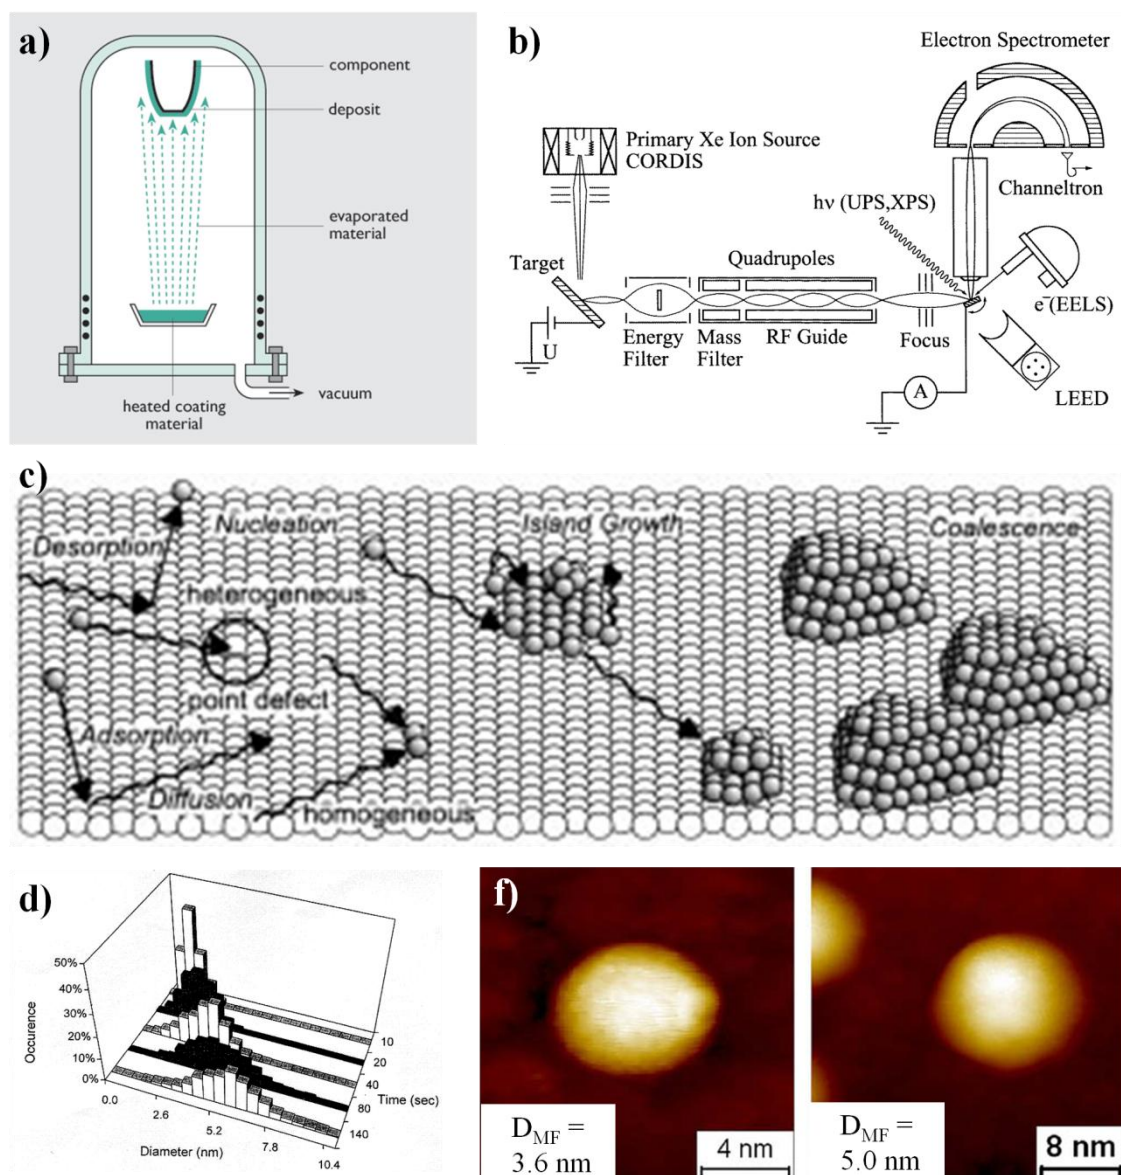 a)
component
deposit
evaporated
material
heated coating
material
vacuum
b)
Electron Spectrometer
Primary Xe Ion Source
CORDIS
Channeltron
hν (UPS,XPS)
Target
Quadrupoles
e⁻(EELS)
U
Energy
Filter
Mass
Filter
RF Guide
Focus
A
LEED
c)
Nucleation
Island Growth
Coalescence
Desorption
heterogeneous
point defect
Adsorption
Diffusion
homogeneous
d)
50%
40%
30%
20%
10%
0%
Occurence
0.0
2.6
5.2
7.8
10.4
Diameter (nm)
10
20
40
80
140
Time (sec)
f)
D_MF =
3.6 nm
4 nm
D_MF =
5.0 nm
8 nm